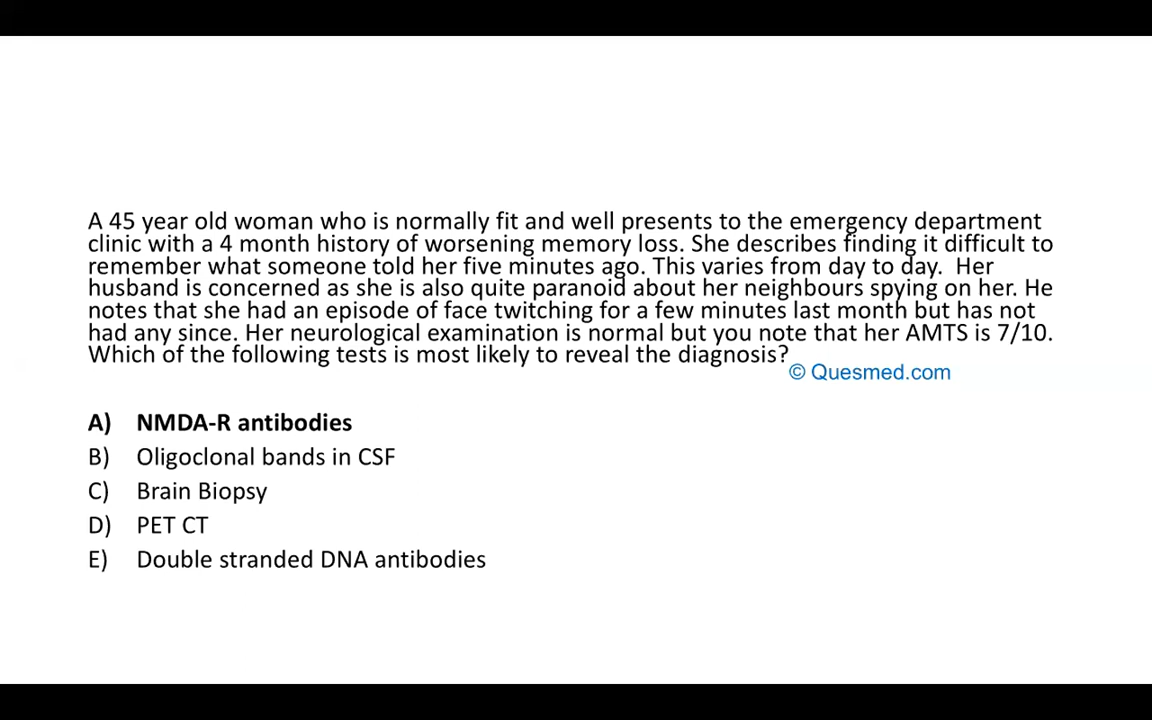 A 45 year old woman who is normally fit and well presents to the emergency department
clinic with a 4 month history of worsening memory loss. She describes finding it difficult to
remember what someone told her five minutes ago. This varies from day to day.  Her
husband is concerned as she is also quite paranoid about her neighbours spying on her. He
notes that she had an episode of face twitching for a few minutes last month but has not
had any since. Her neurological examination is normal but you note that her AMTS is 7/10.
Which of the following tests is most likely to reveal the diagnosis?
© Quesmed.com
A) NMDA-R antibodies
B) Oligoclonal bands in CSF
C) Brain Biopsy
D) PET CT
E) Double stranded DNA antibodies